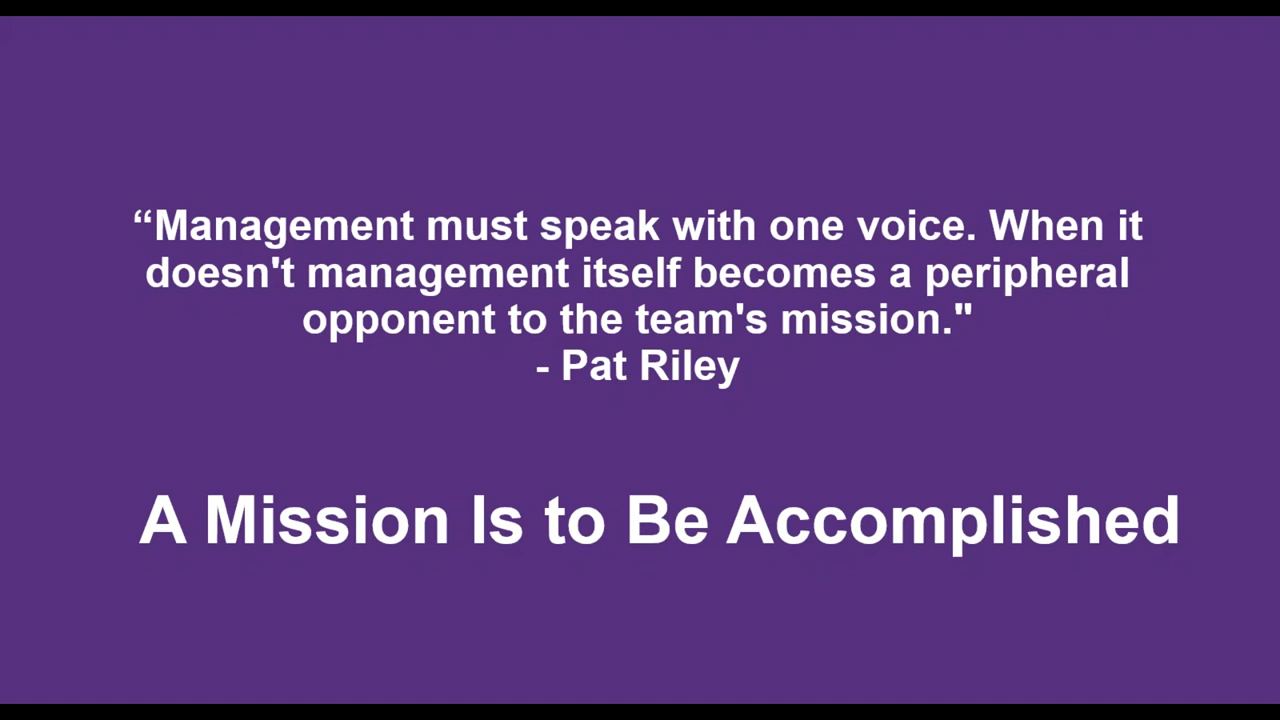 “Management must speak with one voice. When it
doesn't management itself becomes a peripheral
opponent to the team's mission."
- Pat Riley
A Mission Is to Be Accomplished